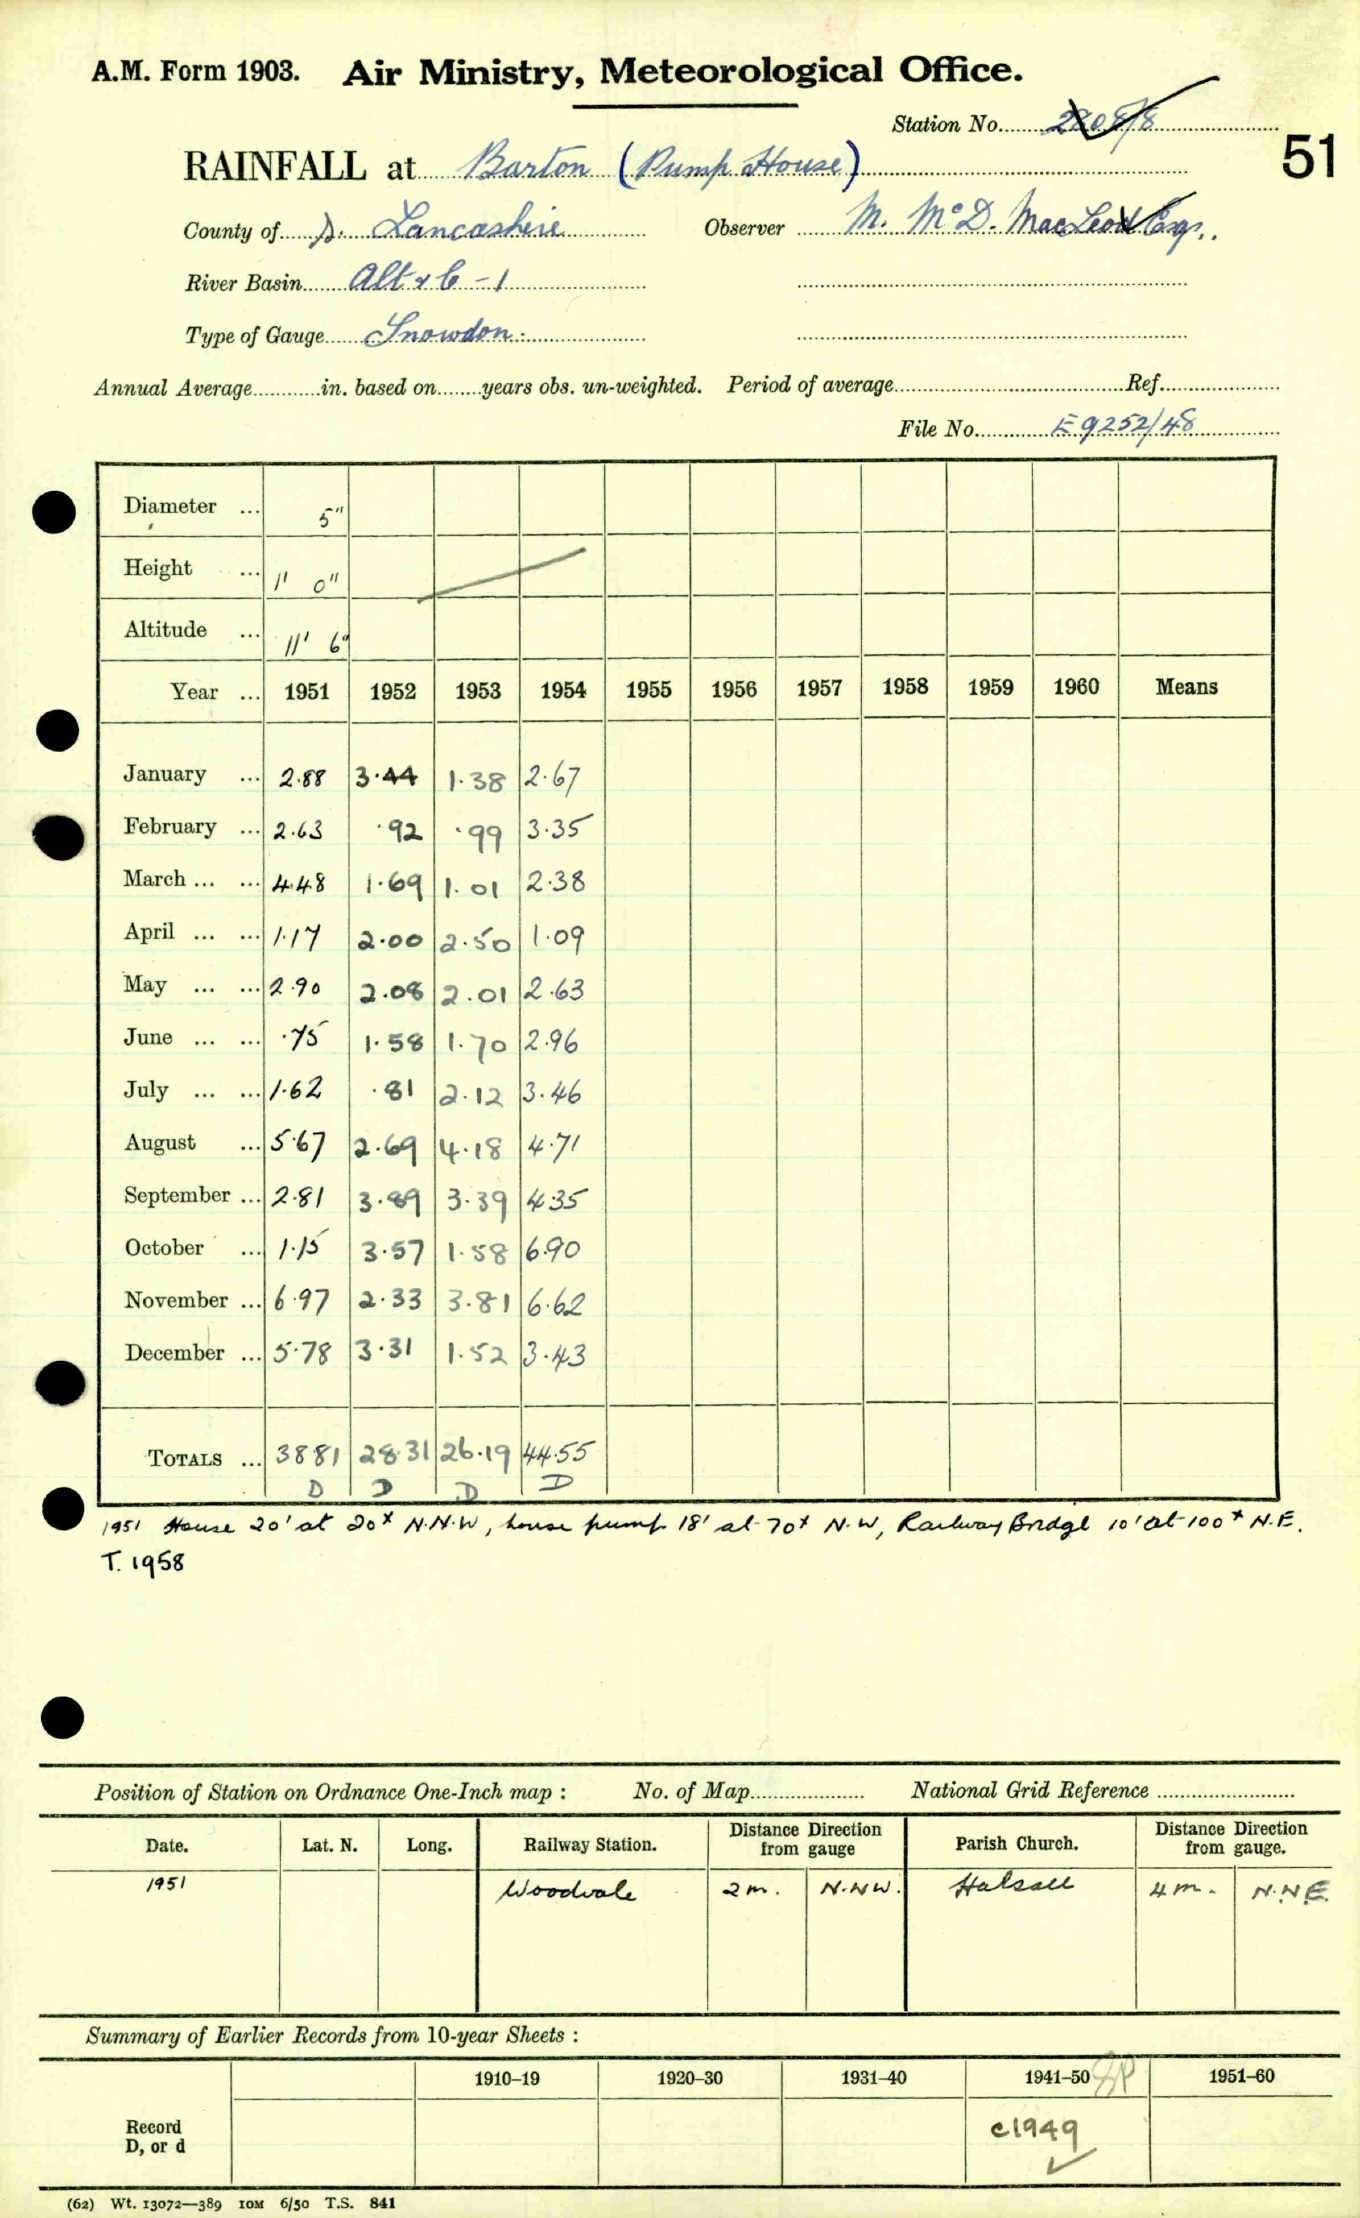 A.M. Form 1903. Air Ministry, Meteorological Office.
Station No. 2808/8
51
RAINFALL at Barton (Pump House)
County of S. Lancashire Observer M. McD. MacLeod Esq.
River Basin Alt & C - 1
Type of Gauge Snowdon
Annual Average in. based on years obs. un-weighted. Period of average Ref.
File No. E9252/48
Diameter ... 5"
Height ... 1' 0"
Altitude ... 11' 6"
Year ... 1951 1952 1953 1954 1955 1956 1957 1958 1959 1960 Means
January ... 2.88 3.44 1.38 2.67
February ... 2.63 .92 .99 3.35
March ... ... 4.48 1.69 1.01 2.38
April ... ... 1.17 2.00 2.50 1.09
May ... ... 2.90 2.08 2.01 2.63
June ... ... .75 1.58 1.70 2.96
July ... ... 1.62 .81 2.12 3.46
August ... 5.67 2.69 4.18 4.71
September ... 2.81 3.89 3.39 4.35
October ... 1.15 3.57 1.58 6.90
November ... 6.97 2.33 3.81 6.62
December ... 5.78 3.31 1.52 3.43
TOTALS ... 38.81 28.31 26.19 44.55
D D D D
1951 House 20' at 20x N.N.W, house pump 18' at 70x N.W, Railway Bridge 10' at 100x N.E.
T. 1958
Position of Station on Ordnance One-Inch map : No. of Map National Grid Reference
Date. Lat. N. Long. Railway Station. Distance Direction from gauge Parish Church. Distance Direction from gauge.
1951 Woodvale 2m. N.NW. Halsall 4m. N.N.E.
Summary of Earlier Records from 10-year Sheets :
1910–19 1920–30 1931–40 1941–50 1951–60
Record D, or d c1949
(62) Wt. 13072—389 10M 6/50 T.S. 841